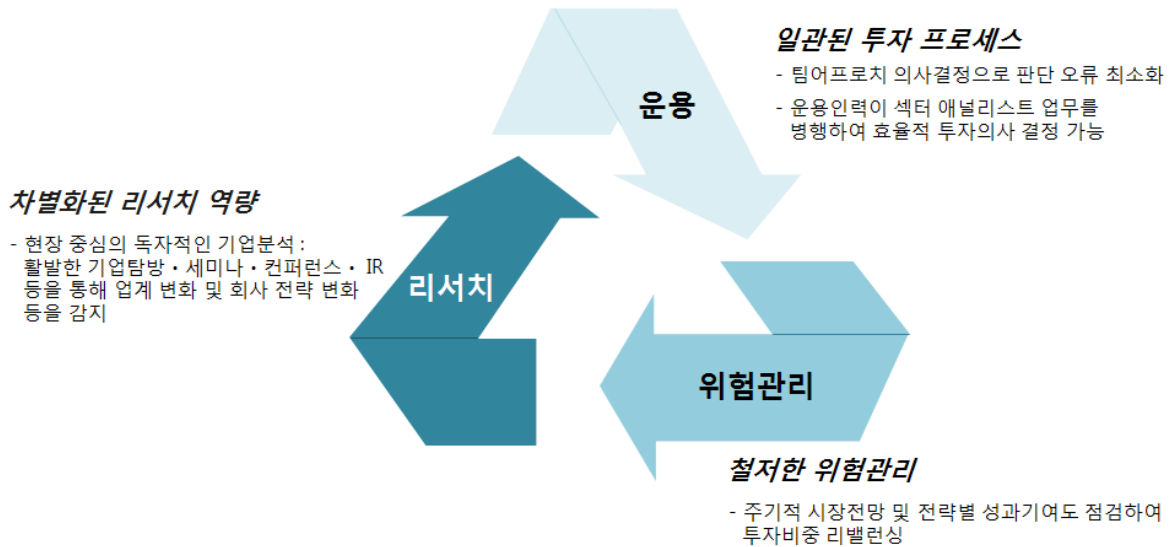 운용
일관된 투자 프로세스
- 팀어프로치 의사결정으로 판단 오류 최소화
- 운용인력이 섹터 애널리스트 업무를
병행하여 효율적 투자의사 결정 가능
차별화된 리서치 역량
- 현장 중심의 독자적인 기업분석 :
활발한 기업탐방·세미나·컨퍼런스·IR
등을 통해 업계 변화 및 회사 전략 변화
등을 감지
리서치
위험관리
철저한 위험관리
- 주기적 시장전망 및 전략별 성과기여도 점검하여
투자비중 리밸런싱